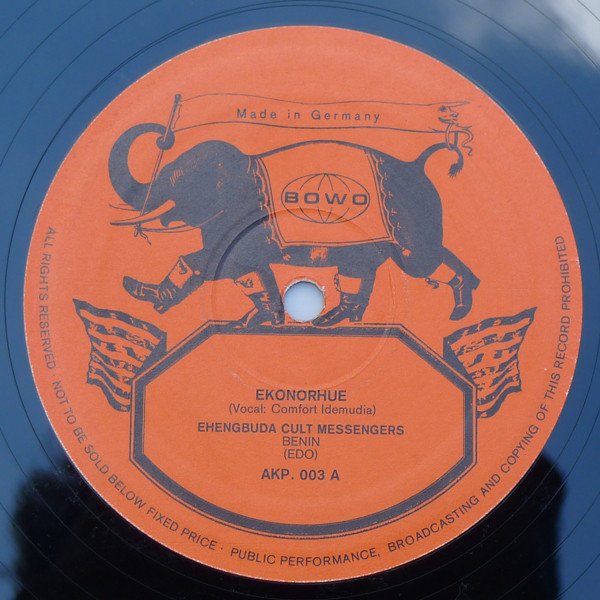 Made in Germany
BOWO
EKONORHUE
(Vocal: Comfort Idemudia)
EHENGBUDA CULT MESSENGERS
BENIN
(EDO)
AKP. 003 A
ALL RIGHTS RESERVED · NOT TO BE SOLD BELOW FIXED PRICE · PUBLIC PERFORMANCE, BROADCASTING AND COPYING OF THIS RECORD PROHIBITED